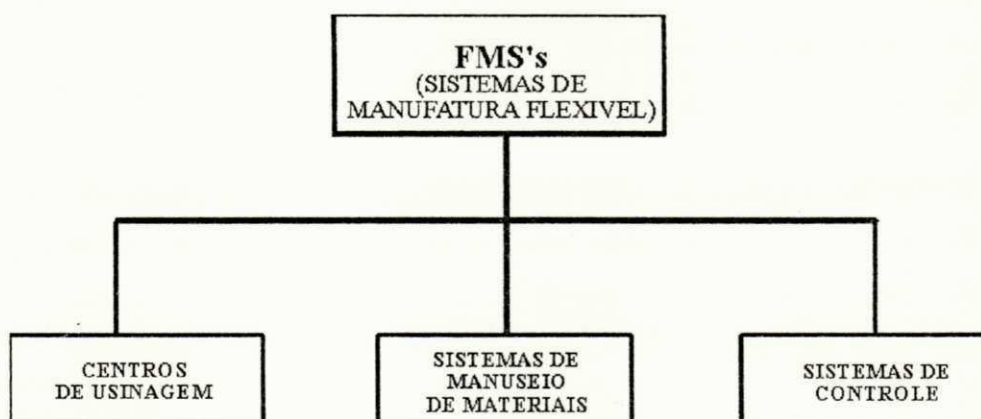 FMS's
(SISTEMAS DE
MANUFATURA FLEXIVEL)
CENTROS
DE USINAGEM
SISTEMAS DE
MANUSEIO
DE MATERIAIS
SISTEMAS DE
CONTROLE